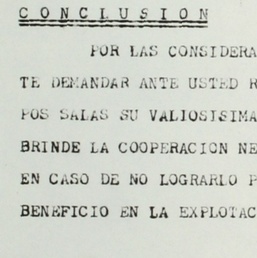 C O N C L U S I O N
POR LAS CONSIDERA
TE DEMANDAR ANTE USTED R
POS SALAS SU VALIOSISIMA
BRINDE LA COOPERACION NE
EN CASO DE NO LOGRARLO P
BENEFICIO EN LA EXPLOTAC